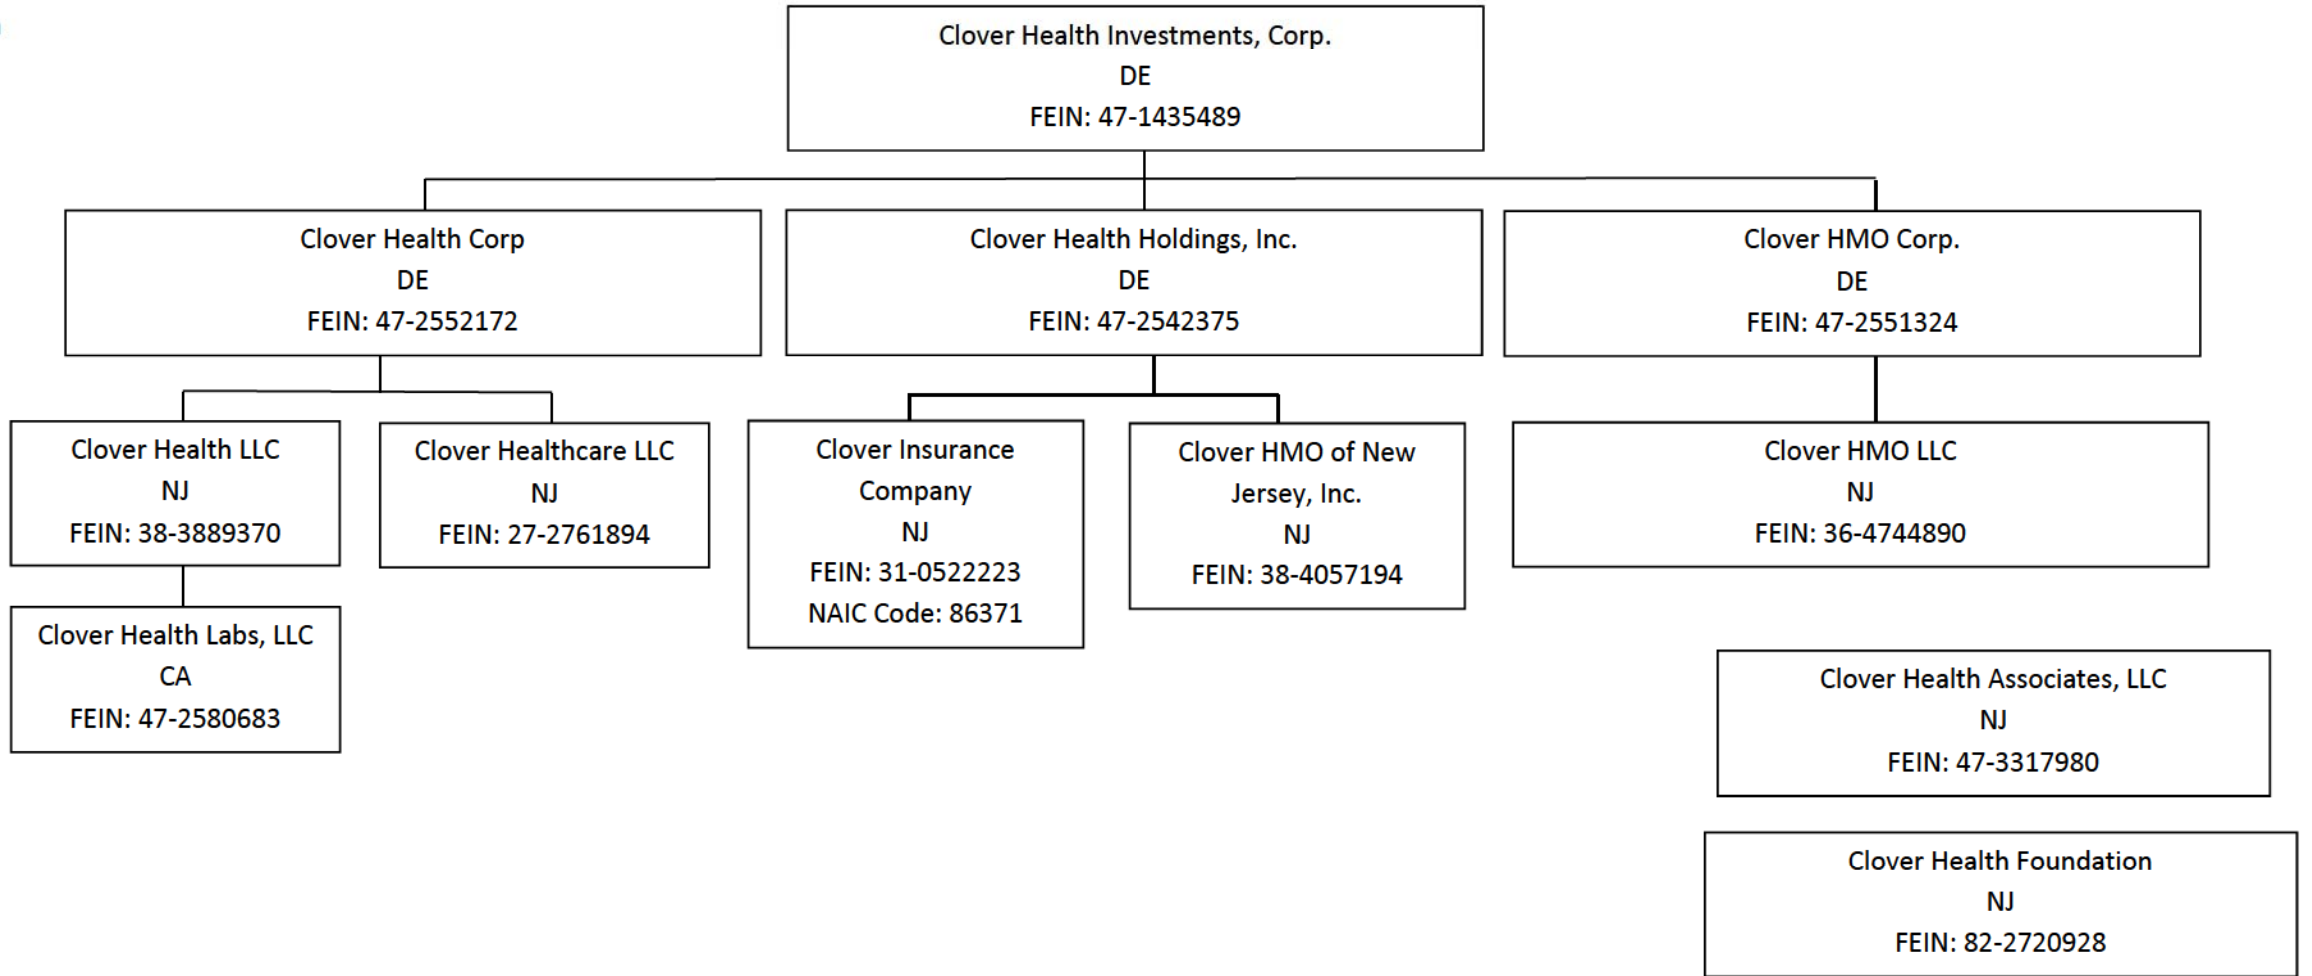 Clover Health Investments, Corp.
DE
FEIN: 47-1435489
Clover Health Corp
DE
FEIN: 47-2552172
Clover Health Holdings, Inc.
DE
FEIN: 47-2542375
Clover HMO Corp.
DE
FEIN: 47-2551324
Clover Health LLC
NJ
FEIN: 38-3889370
Clover Healthcare LLC
NJ
FEIN: 27-2761894
Clover Insurance
Company
NJ
FEIN: 31-0522223
NAIC Code: 86371
Clover HMO of New
Jersey, Inc.
NJ
FEIN: 38-4057194
Clover HMO LLC
NJ
FEIN: 36-4744890
Clover Health Labs, LLC
CA
FEIN: 47-2580683
Clover Health Associates, LLC
NJ
FEIN: 47-3317980
Clover Health Foundation
NJ
FEIN: 82-2720928